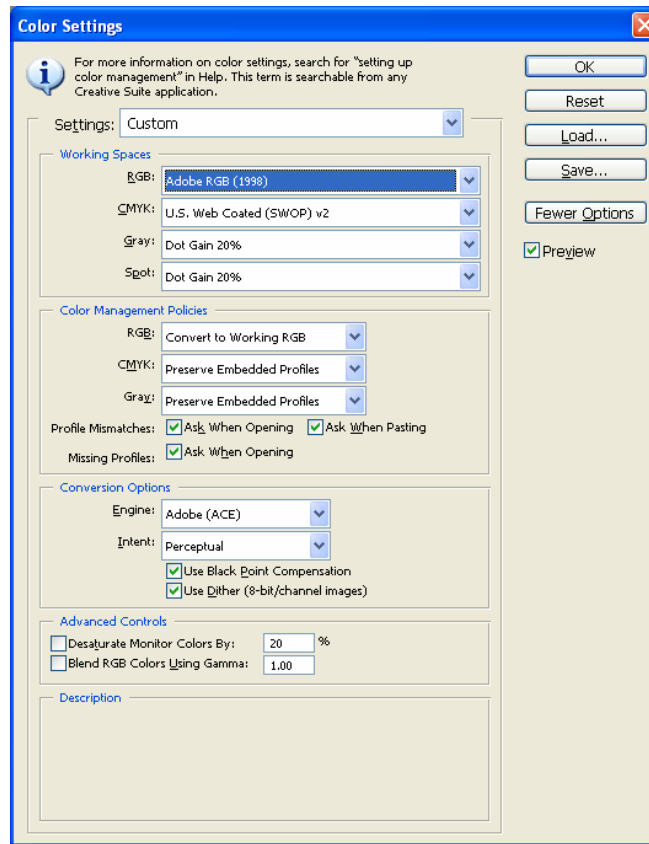 Color Settings
For more information on color settings, search for "setting up
color management" in Help. This term is searchable from any
Creative Suite application.
Settings: Custom
Working Spaces
RGB: Adobe RGB (1998)
CMYK: U.S. Web Coated (SWOP) v2
Gray: Dot Gain 20%
Spot: Dot Gain 20%
Color Management Policies
RGB: Convert to Working RGB
CMYK: Preserve Embedded Profiles
Gray: Preserve Embedded Profiles
Profile Mismatches: Ask When Opening Ask When Pasting
Missing Profiles: Ask When Opening
Conversion Options
Engine: Adobe (ACE)
Intent: Perceptual
Use Black Point Compensation
Use Dither (8-bit/channel images)
Advanced Controls
Desaturate Monitor Colors By: 20 %
Blend RGB Colors Using Gamma: 1.00
Description
OK
Reset
Load...
Save...
Fewer Options
Preview